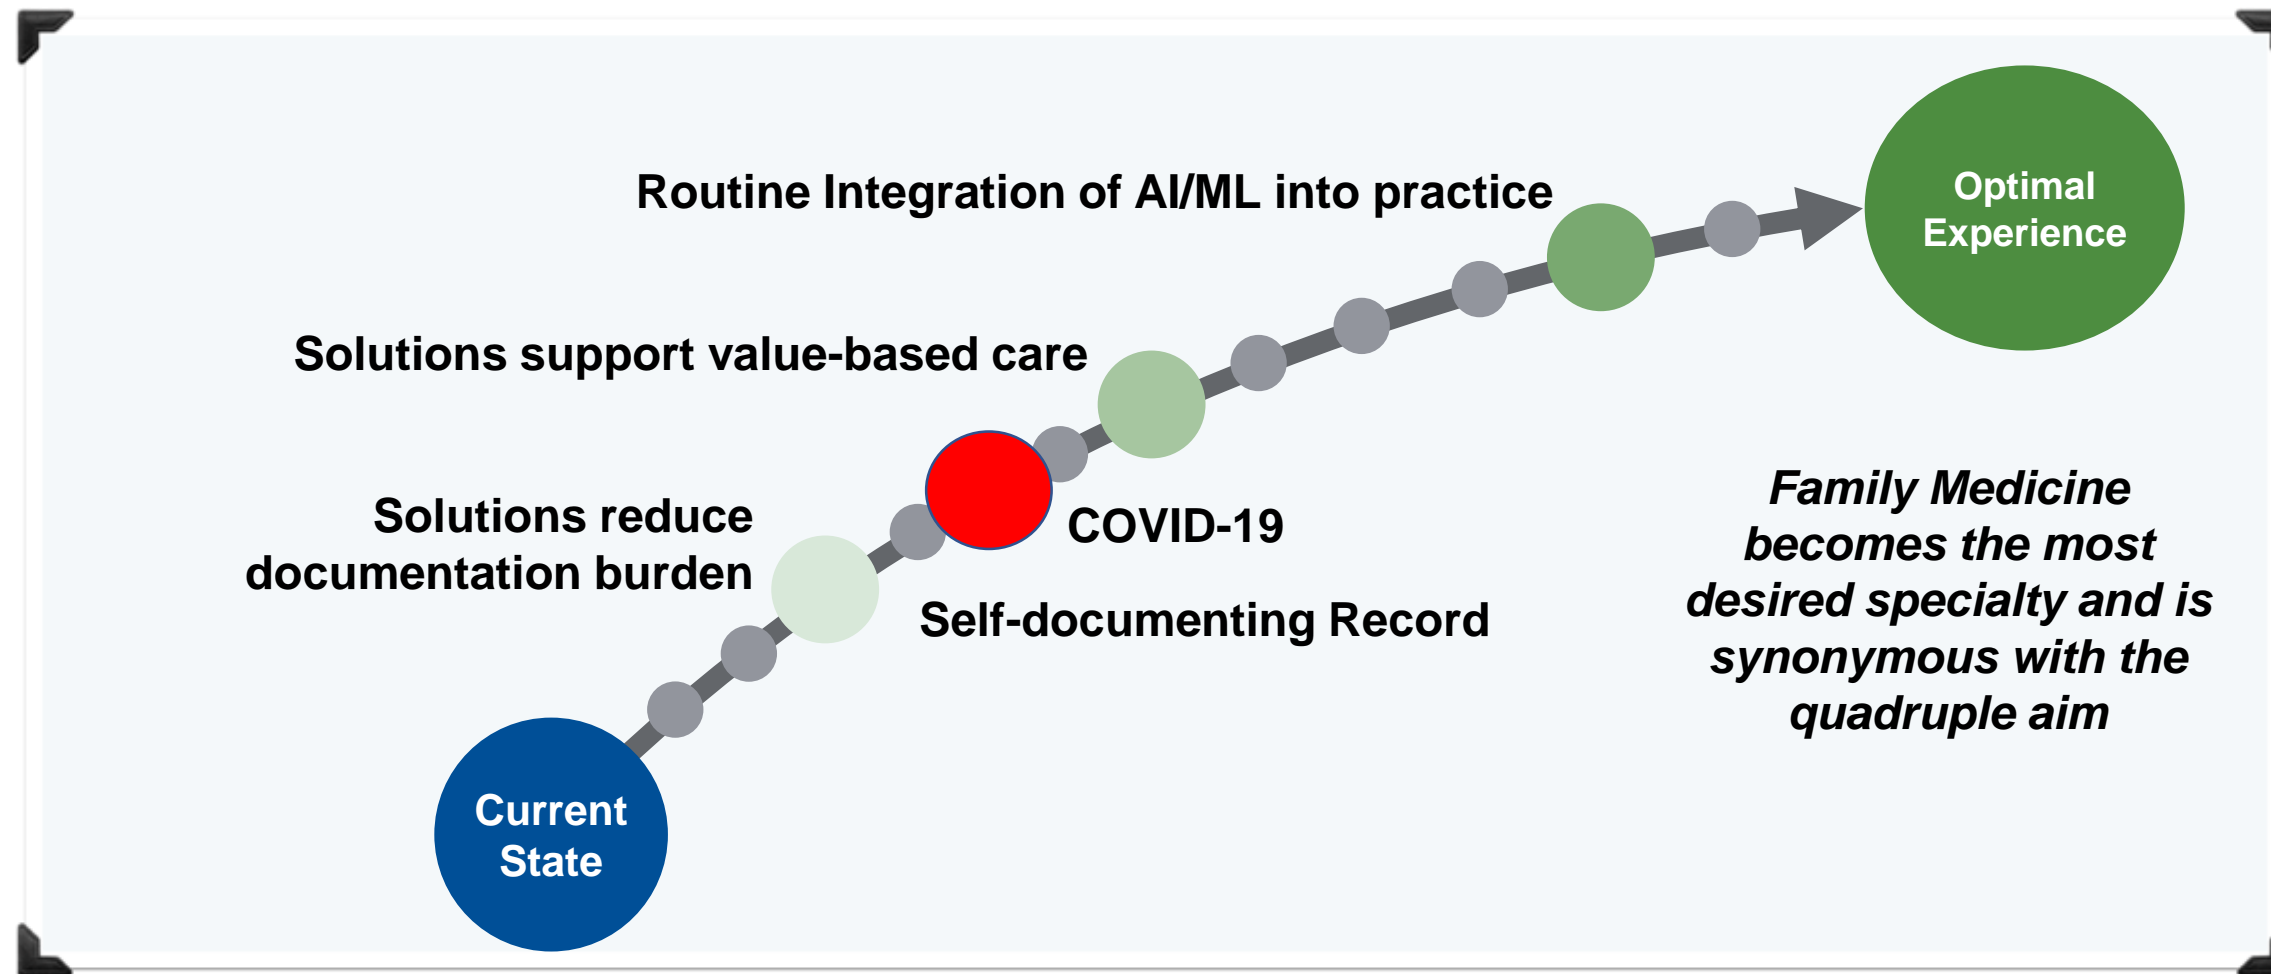 Optimal
Experience
Routine Integration of AI/ML into practice
Solutions support value-based care
Solutions reduce
documentation burden
COVID-19
Self-documenting Record
Family Medicine
becomes the most
desired specialty and is
synonymous with the
quadruple aim
Current
State